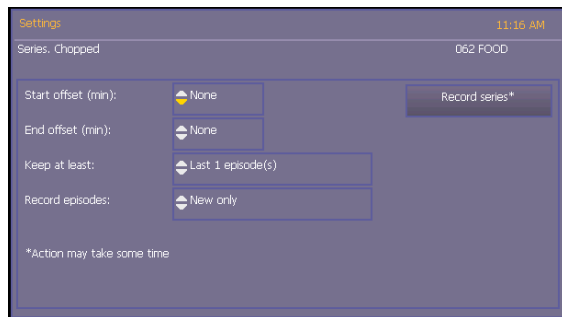 Settings 11:16 AM
Series. Chopped 062 FOOD
Start offset (min): None Record series*
End offset (min): None
Keep at least: Last 1 episode(s)
Record episodes: New only
*Action may take some time